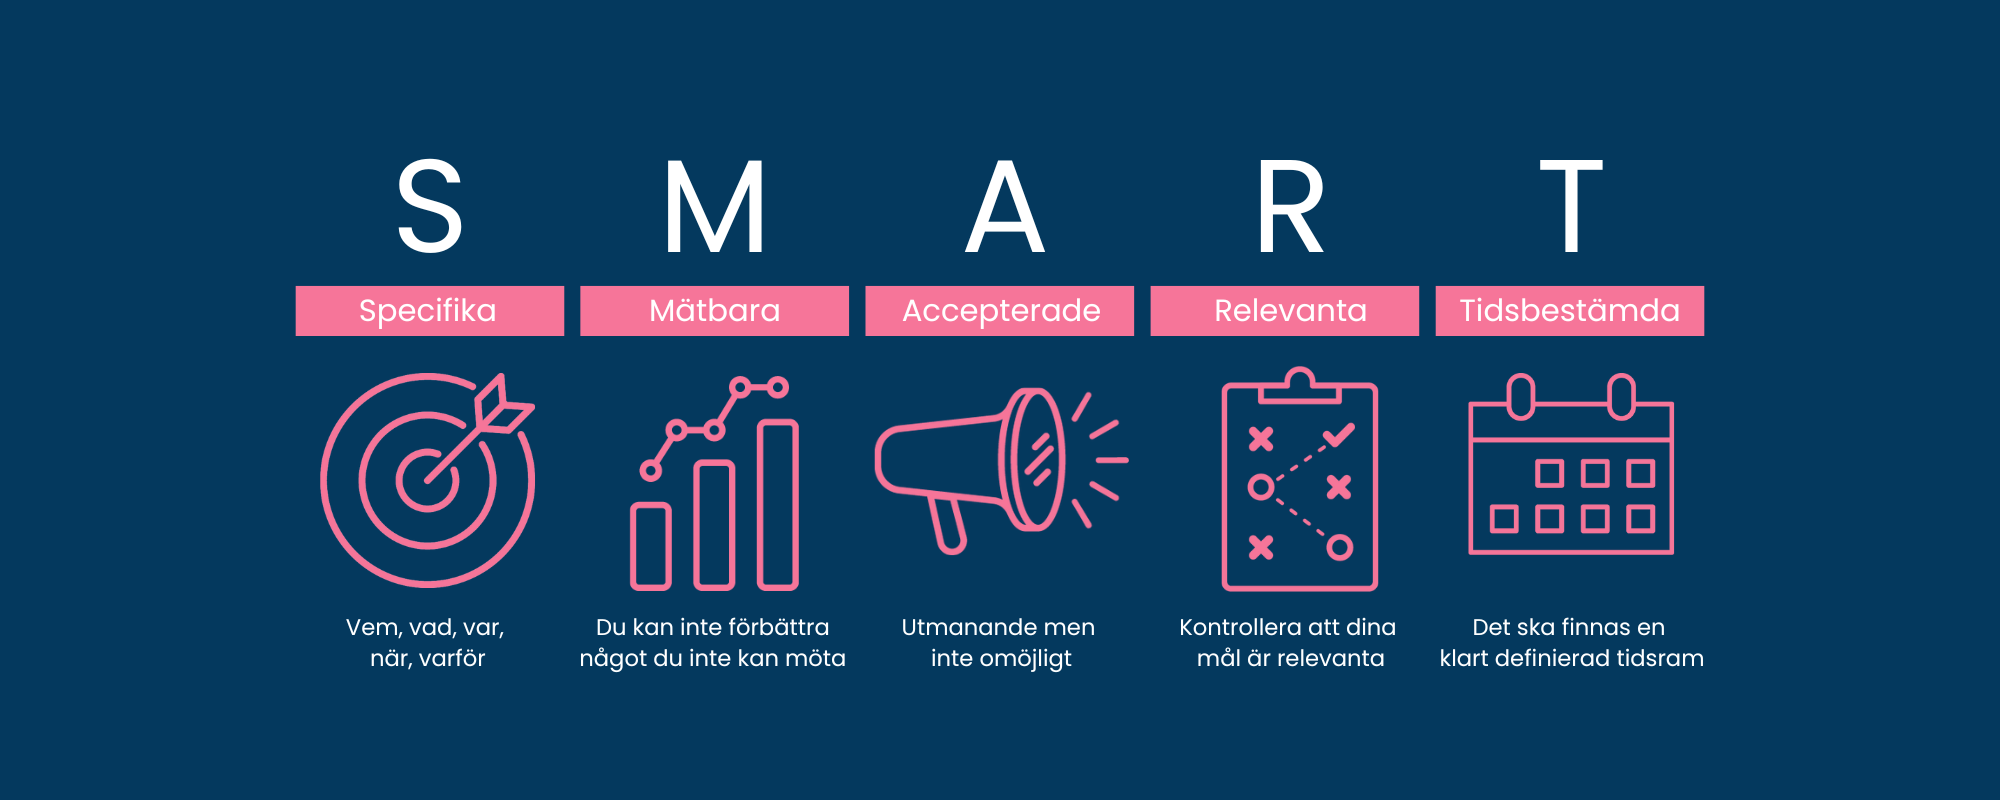 S M A R T
Specifika
Mätbara
Accepterade
Relevanta
Tidsbestämda
Vem, vad, var,
när, varför
Du kan inte förbättra
något du inte kan möta
Utmanande men
inte omöjligt
Kontrollera att dina
mål är relevanta
Det ska finnas en
klart definierad tidsram